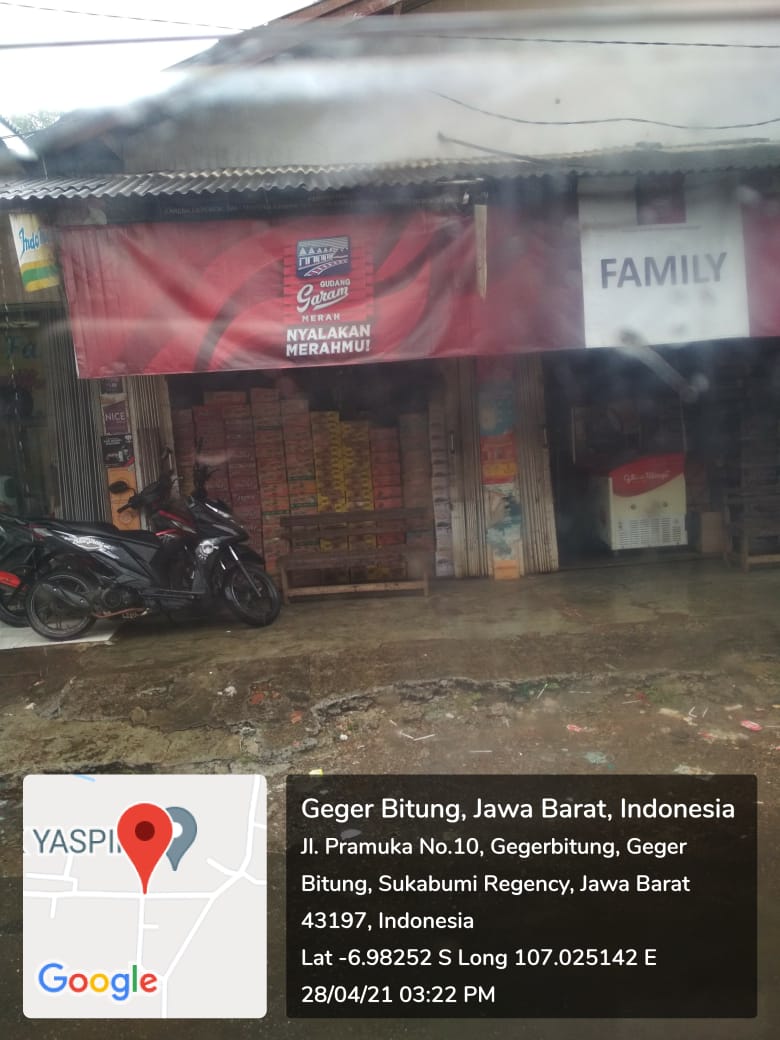 Indo
GUDANG
Garam
MERAH
NYALAKAN
MERAHMU!
FAMILY
NICE
YASPI
Google
Geger Bitung, Jawa Barat, Indonesia
Jl. Pramuka No.10, Gegerbitung, Geger
Bitung, Sukabumi Regency, Jawa Barat
43197, Indonesia
Lat -6.98252 S Long 107.025142 E
28/04/21 03:22 PM